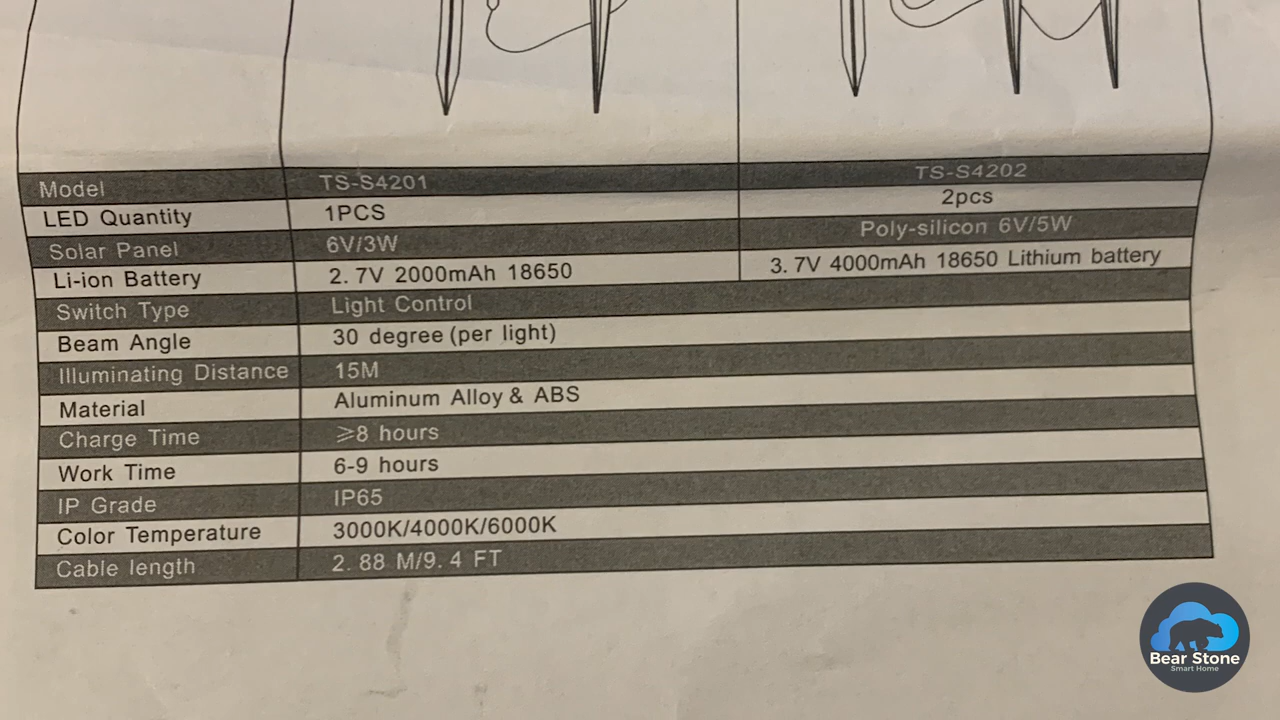 Model TS-S4201 TS-S4202
LED Quantity 1PCS 2pcs
Solar Panel 6V/3W Poly-silicon 6V/5W
Li-ion Battery 2. 7V 2000mAh 18650 3. 7V 4000mAh 18650 Lithium battery
Switch Type Light Control
Beam Angle 30 degree (per light)
Illuminating Distance 15M
Material Aluminum Alloy & ABS
Charge Time ⩾8 hours
Work Time 6-9 hours
IP Grade IP65
Color Temperature 3000K/4000K/6000K
Cable length 2. 88 M/9. 4 FT
Bear Stone
Smart Home